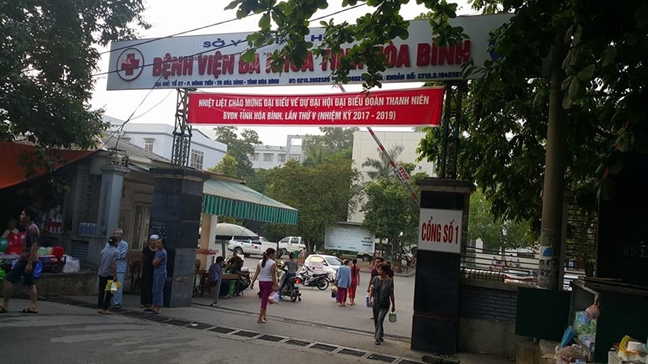 SỞ Y
BỆNH VIỆN ĐA KHOA TỈNH HÒA BÌNH
NHIỆT LIỆT CHÀO MỪNG ĐẠI BIỂU VỀ DỰ ĐẠI HỘI ĐẠI BIỂU ĐOÀN THANH NIÊN
BVĐK TỈNH HÒA BÌNH, LẦN THỨ V (NHIỆM KỲ 2017 - 2019)
CỔNG SỐ 1